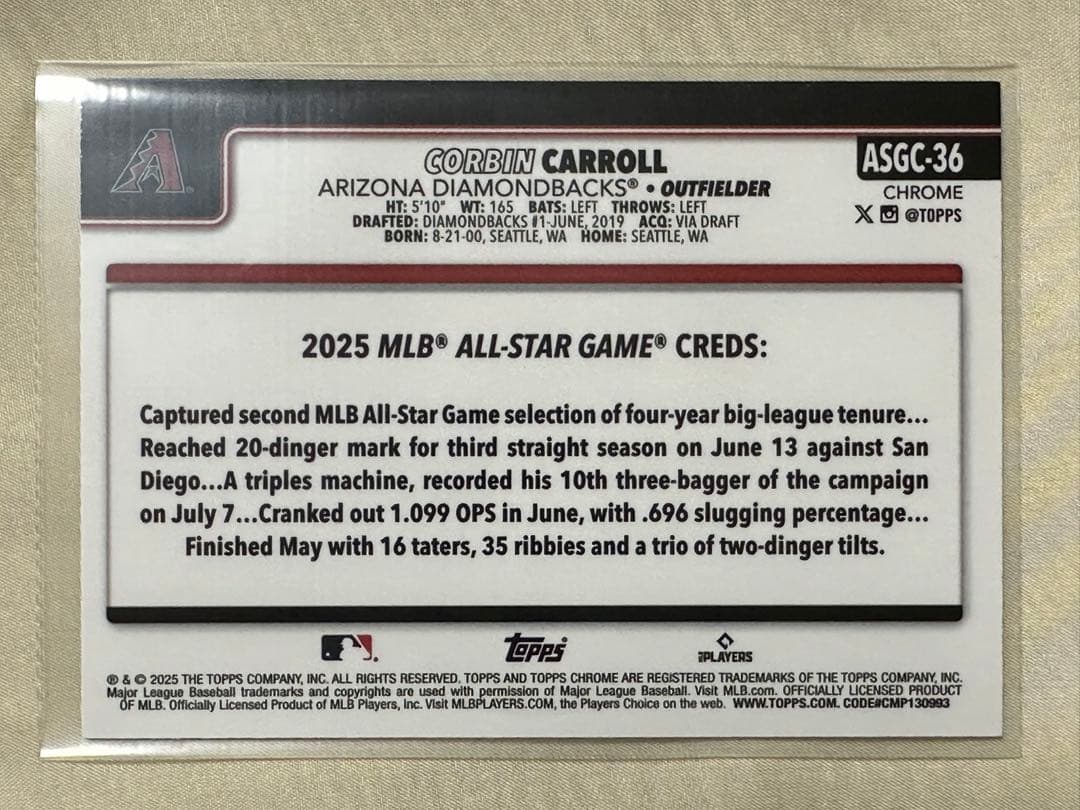 CORBIN CARROLL
ASGC-36
ARIZONA DIAMONDBACKS® • OUTFIELDER
CHROME
HT: 5'10" WT: 165 BATS: LEFT THROWS: LEFT
@TOPPS
DRAFTED: DIAMONDBACKS #1-JUNE, 2019 ACQ: VIA DRAFT
BORN: 8-21-00, SEATTLE, WA HOME: SEATTLE, WA
2025 MLB® ALL-STAR GAME® CREDS:
Captured second MLB All-Star Game selection of four-year big-league tenure...
Reached 20-dinger mark for third straight season on June 13 against San
Diego...A triples machine, recorded his 10th three-bagger of the campaign
on July 7...Cranked out 1.099 OPS in June, with .696 slugging percentage...
Finished May with 16 taters, 35 ribbies and a trio of two-dinger tilts.
Topps
MLBPLAYERS
® & © 2025 THE TOPPS COMPANY, INC. ALL RIGHTS RESERVED. TOPPS AND TOPPS CHROME ARE REGISTERED TRADEMARKS OF THE TOPPS COMPANY, INC.
Major League Baseball trademarks and copyrights are used with permission of Major League Baseball. Visit MLB.com. OFFICIALLY LICENSED PRODUCT
OF MLB. Officially Licensed Product of MLB Players, Inc. Visit MLBPLAYERS.COM, the Players Choice on the web. WWW.TOPPS.COM. CODE#CMP130993